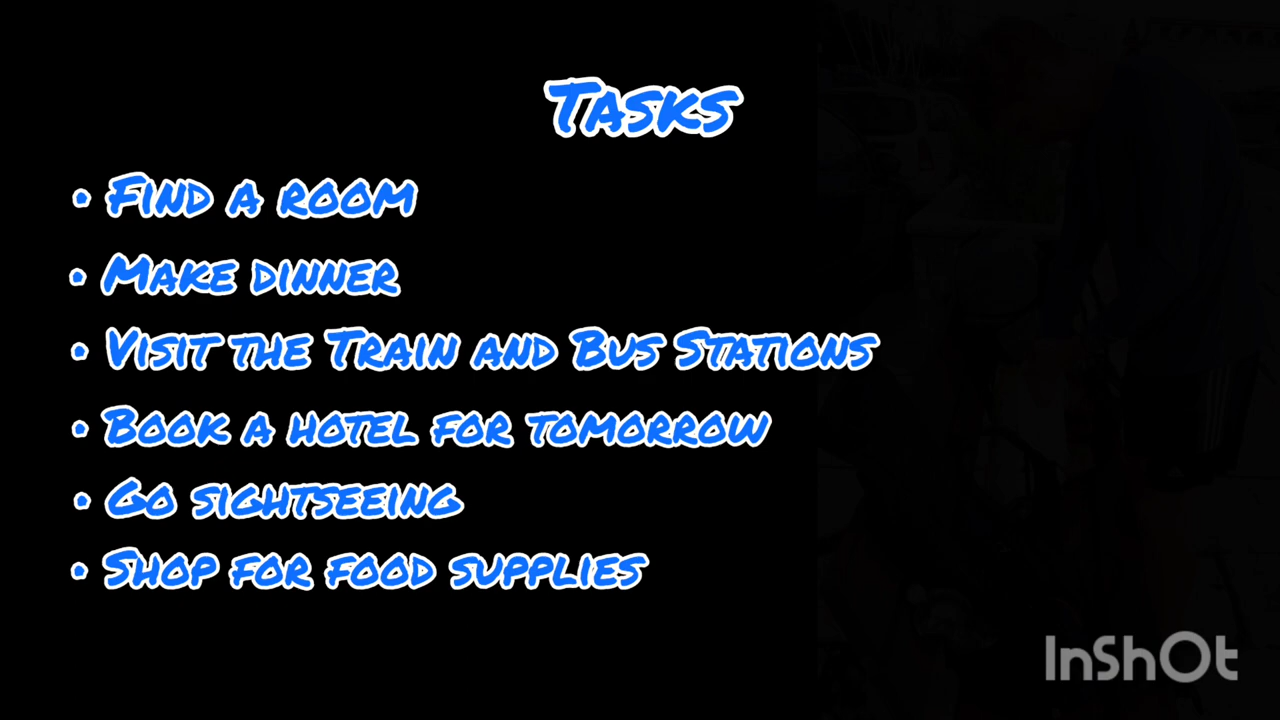 Tasks
• Find a room
• Make dinner
• Visit the Train and Bus Stations
• Book a hotel for tomorrow
• Go sightseeing
• Shop for food supplies
InShOt